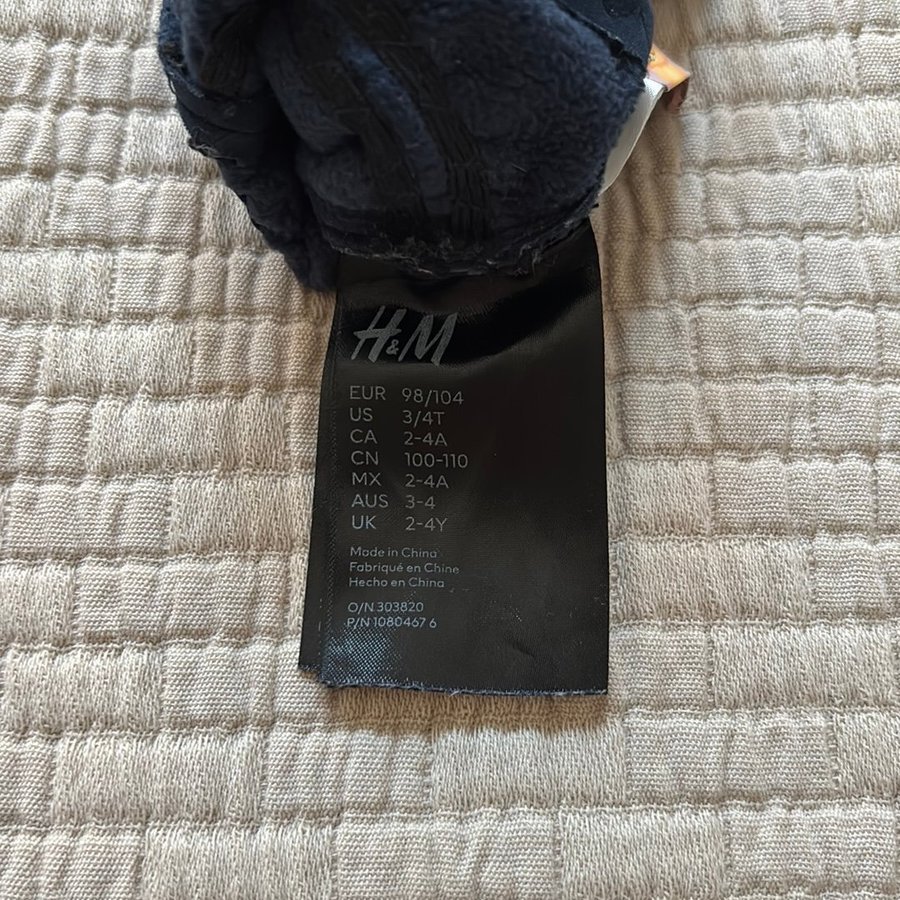 H&M
EUR 98/104
US 3/4T
CA 2-4A
CN 100-110
MX 2-4A
AUS 3-4
UK 2-4Y
Made in China
Fabriqué en Chine
Hecho en China
O/N 303820
P/N 1080467 6